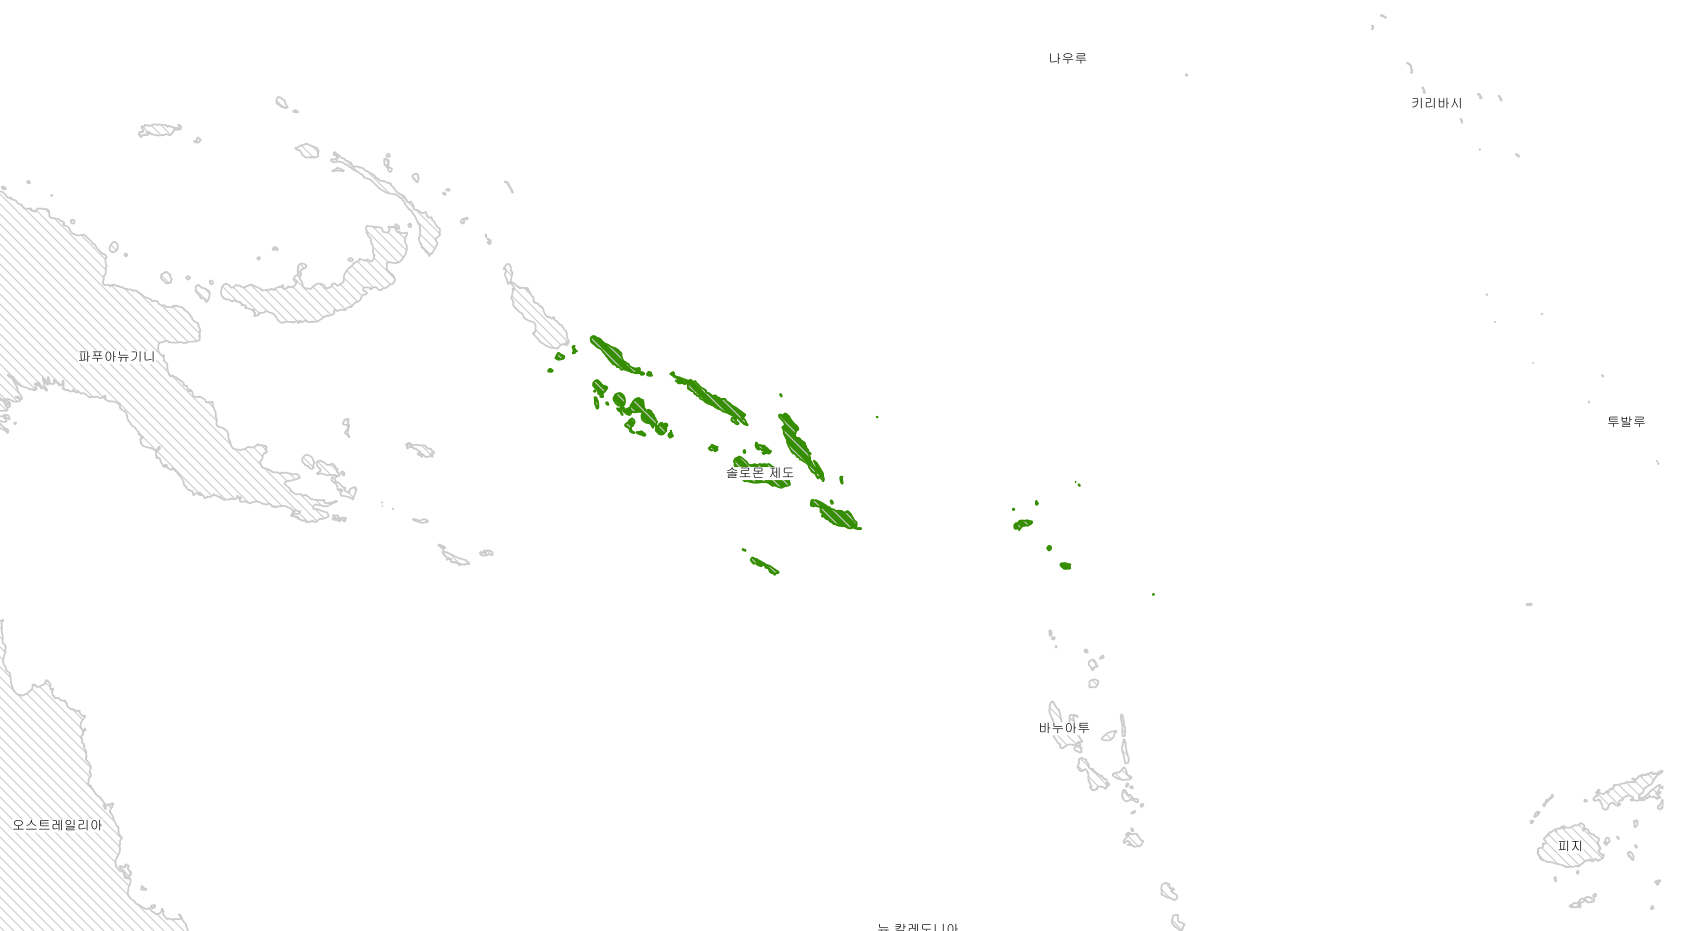 나우루
키리바시
파푸아뉴기니
투발루
솔로몬 제도
바누아투
오스트레일리아
피지
뉴 칼레도니아